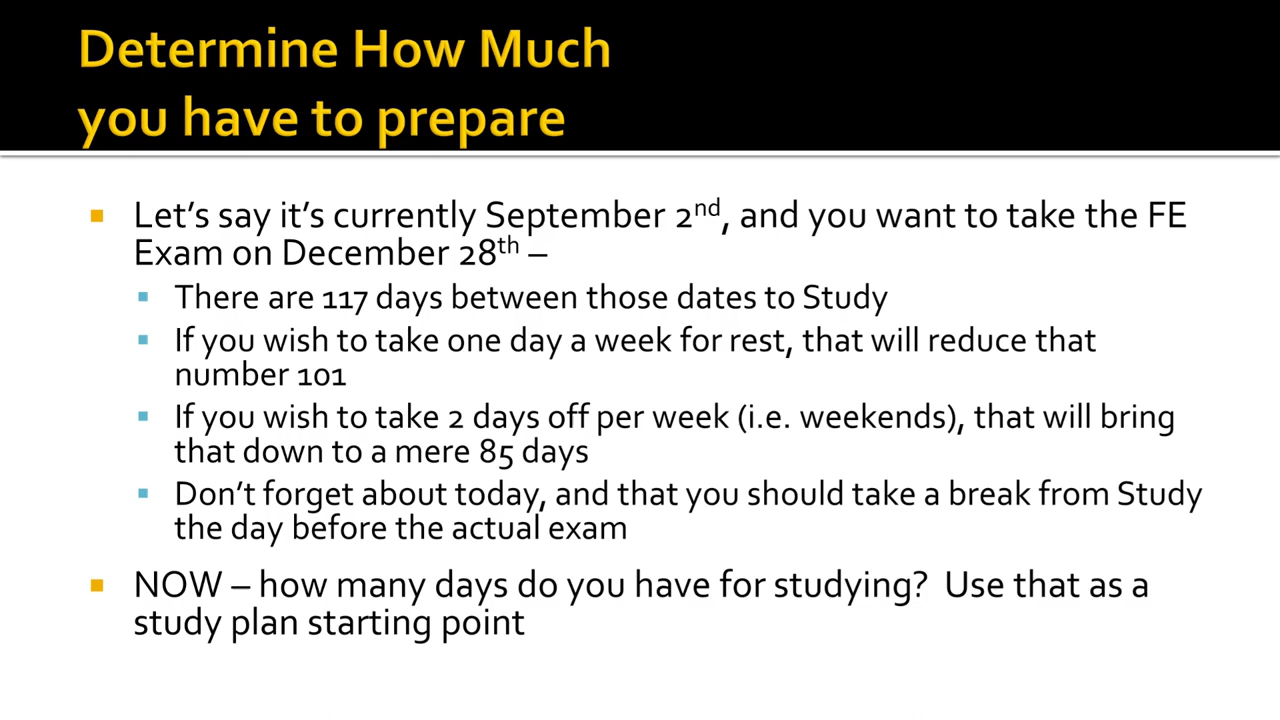 Determine How Much
you have to prepare
Let’s say it’s currently September 2nd, and you want to take the FE
Exam on December 28th –
There are 117 days between those dates to Study
If you wish to take one day a week for rest, that will reduce that
number 101
If you wish to take 2 days off per week (i.e. weekends), that will bring
that down to a mere 85 days
Don’t forget about today, and that you should take a break from Study
the day before the actual exam
NOW – how many days do you have for studying?  Use that as a
study plan starting point